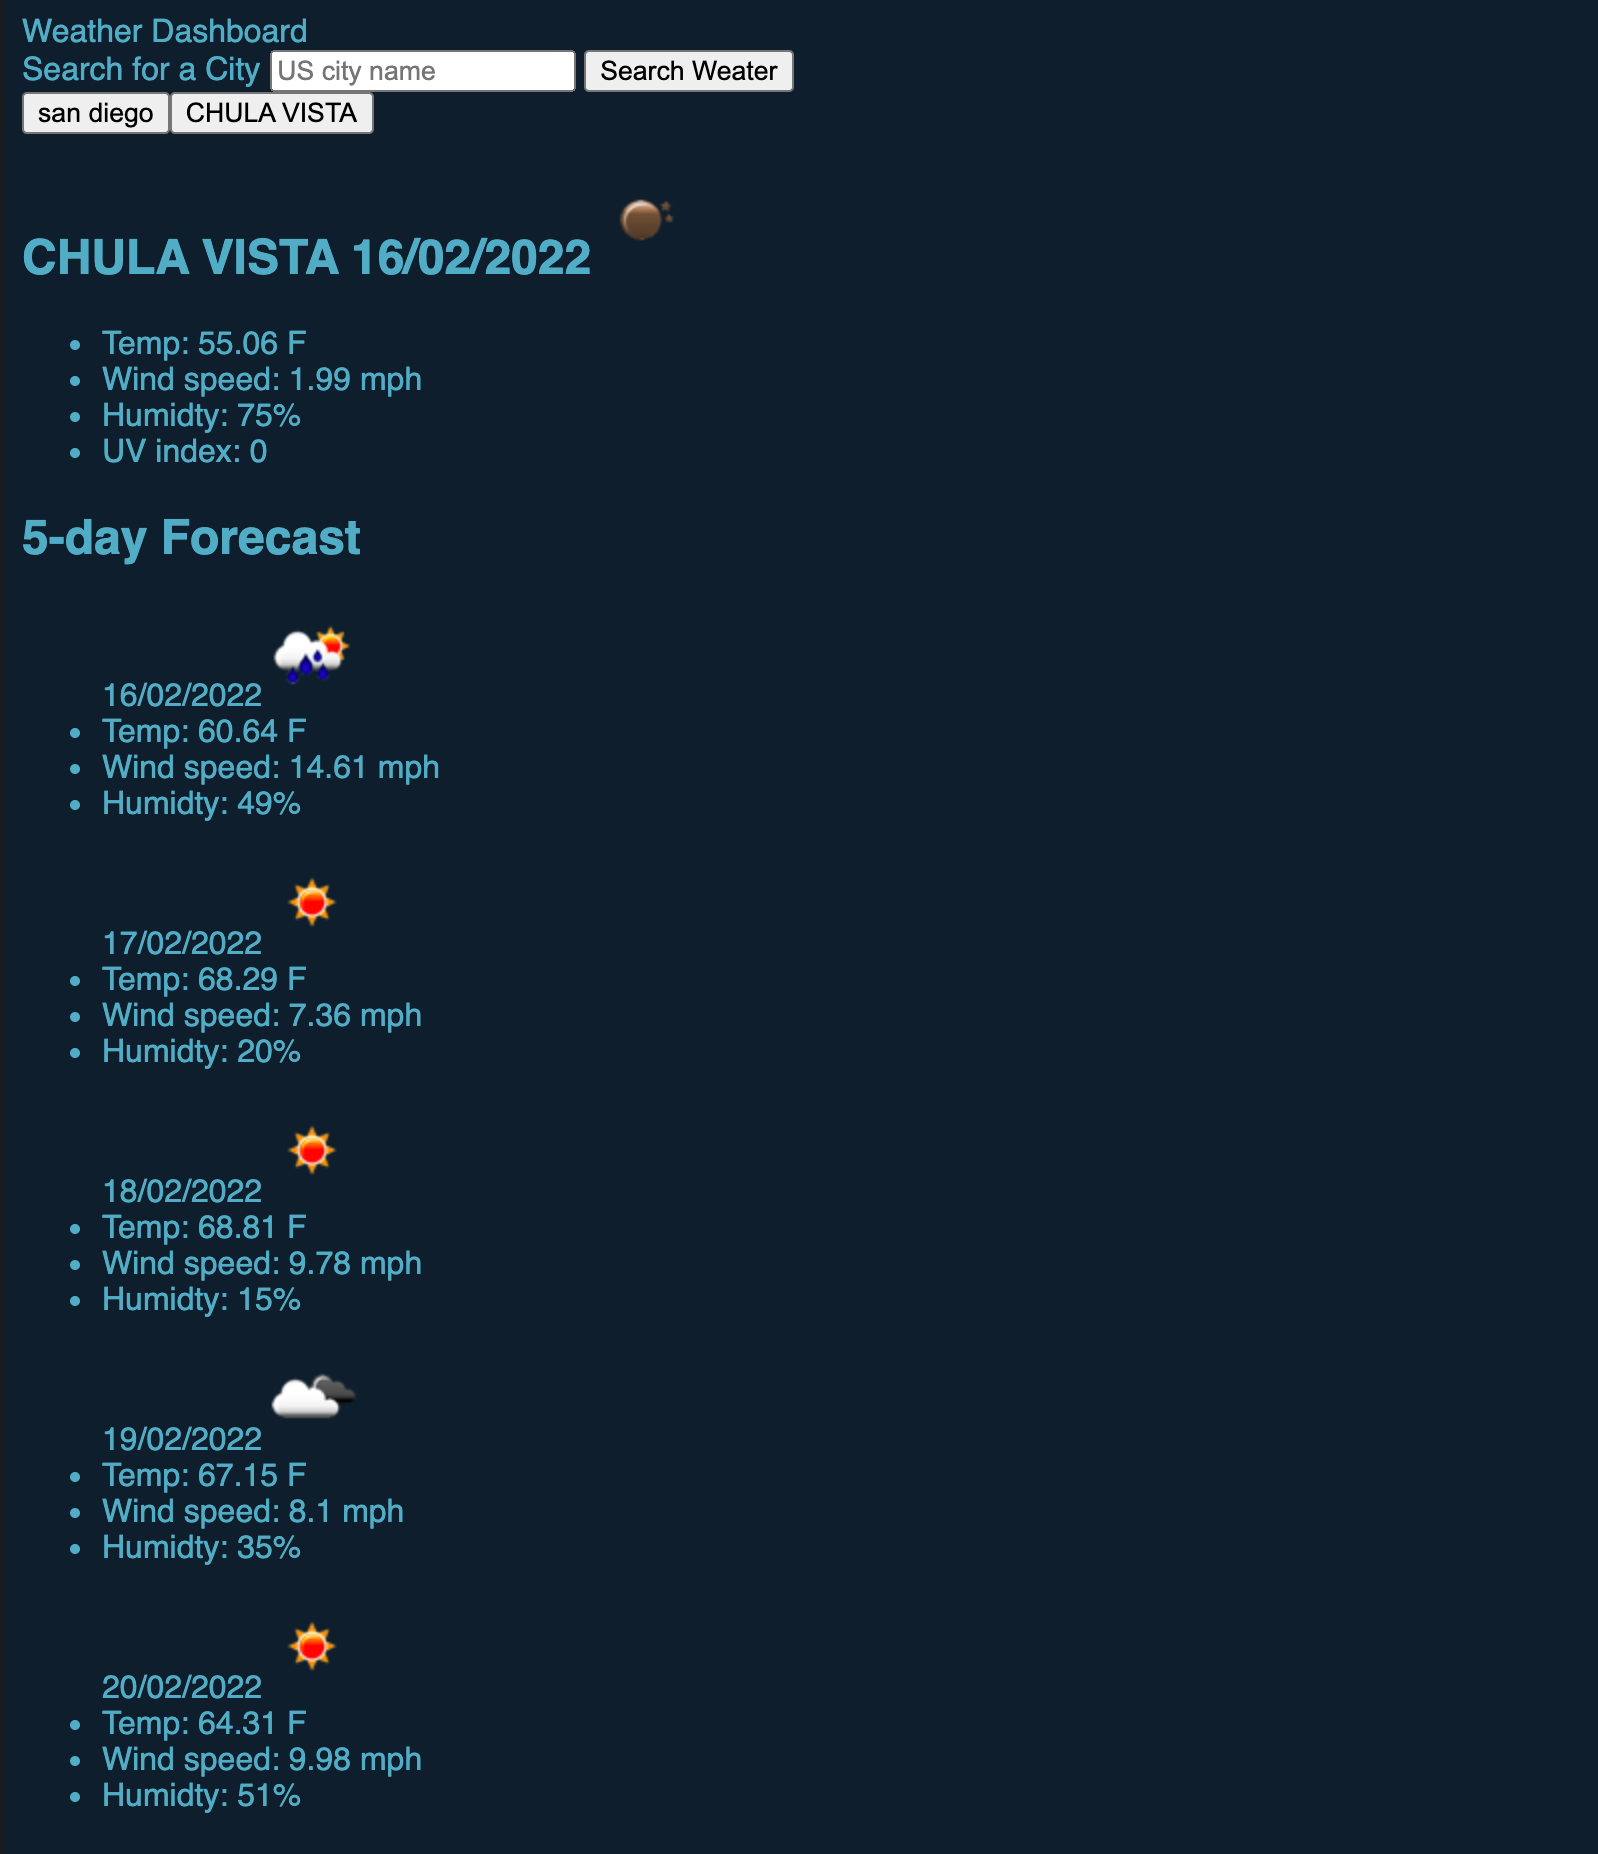 Weather Dashboard
Search for a City US city name Search Weater
san diego CHULA VISTA
CHULA VISTA 16/02/2022
Temp: 55.06 F
Wind speed: 1.99 mph
Humidty: 75%
UV index: 0
5-day Forecast
16/02/2022
Temp: 60.64 F
Wind speed: 14.61 mph
Humidty: 49%
17/02/2022
Temp: 68.29 F
Wind speed: 7.36 mph
Humidty: 20%
18/02/2022
Temp: 68.81 F
Wind speed: 9.78 mph
Humidty: 15%
19/02/2022
Temp: 67.15 F
Wind speed: 8.1 mph
Humidty: 35%
20/02/2022
Temp: 64.31 F
Wind speed: 9.98 mph
Humidty: 51%